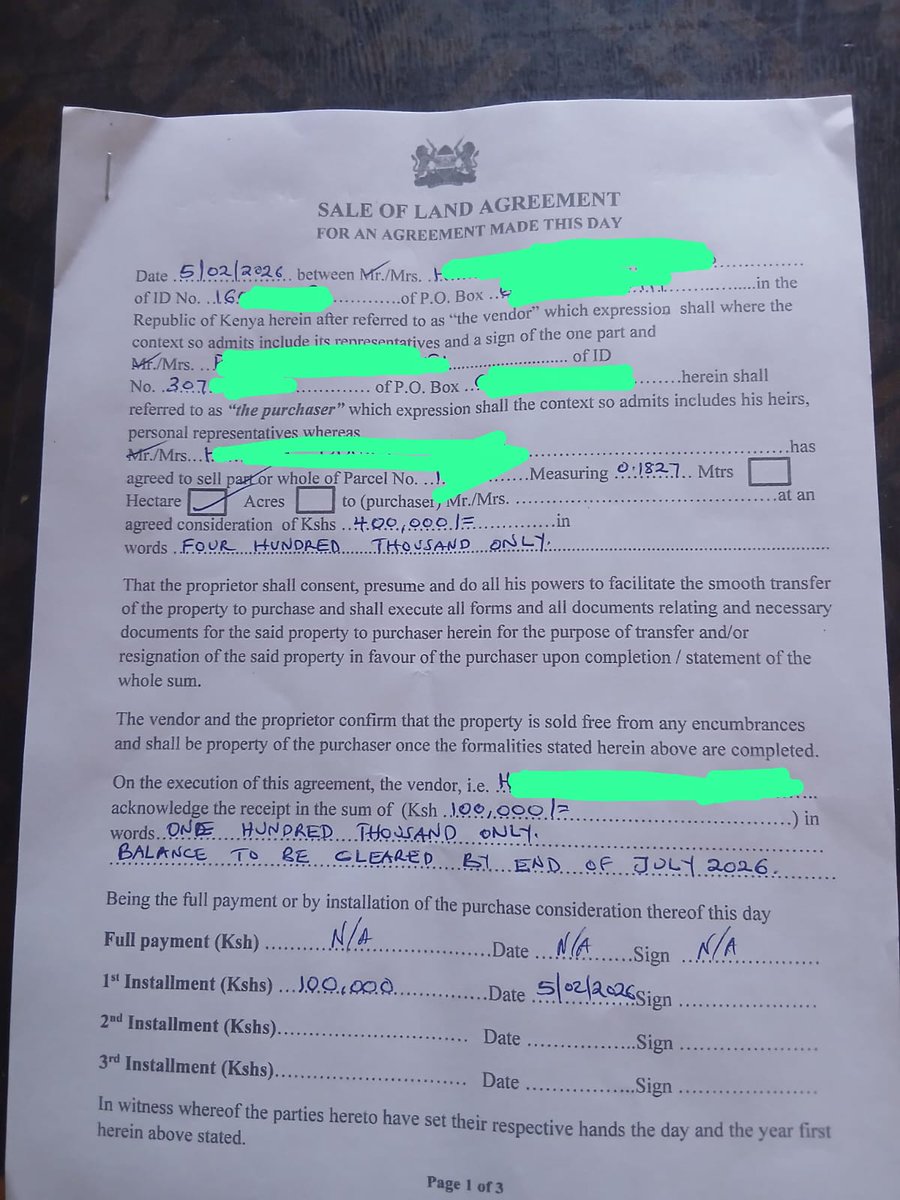 SALE OF LAND AGREEMENT
FOR AN AGREEMENT MADE THIS DAY
Date 5/02/2026 between Mr./Mrs.
of ID No. 16 of P.O. Box in the
Republic of Kenya herein after referred to as "the vendor" which expression shall where the
context so admits include its representatives and a sign of the one part and
Mr./Mrs. of ID
No. 307 of P.O. Box herein shall
referred to as "the purchaser" which expression shall the context so admits includes his heirs,
personal representatives whereas
Mr./Mrs. has
agreed to sell part or whole of Parcel No. Measuring 0.1827 Mtrs
Hectare Acres to (purchaser) Mr./Mrs. at an
agreed consideration of Kshs 400,000/= in
words FOUR HUNDRED THOUSAND ONLY.
That the proprietor shall consent, presume and do all his powers to facilitate the smooth transfer
of the property to purchase and shall execute all forms and all documents relating and necessary
documents for the said property to purchaser herein for the purpose of transfer and/or
resignation of the said property in favour of the purchaser upon completion / statement of the
whole sum.
The vendor and the proprietor confirm that the property is sold free from any encumbrances
and shall be property of the purchaser once the formalities stated herein above are completed.
On the execution of this agreement, the vendor, i.e. H
acknowledge the receipt in the sum of (Ksh 100,000/= ) in
words ONE HUNDRED THOUSAND ONLY.
BALANCE TO BE CLEARED BY END OF JULY 2026.
Being the full payment or by installation of the purchase consideration thereof this day
Full payment (Ksh) N/A Date N/A Sign N/A
1st Installment (Kshs) 100,000 Date 5/02/2026 Sign
2nd Installment (Kshs) Date Sign
3rd Installment (Kshs) Date Sign
In witness whereof the parties hereto have set their respective hands the day and the year first
herein above stated.
Page 1 of 3